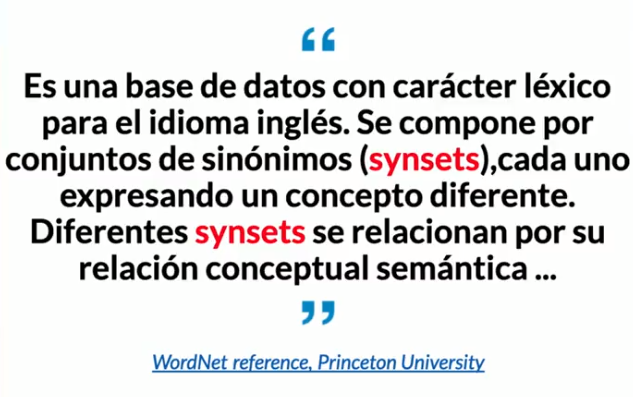 “
Es una base de datos con carácter léxico
para el idioma inglés. Se compone por
conjuntos de sinónimos (synsets),cada uno
expresando un concepto diferente.
Diferentes synsets se relacionan por su
relación conceptual semántica ...
”
WordNet reference, Princeton University